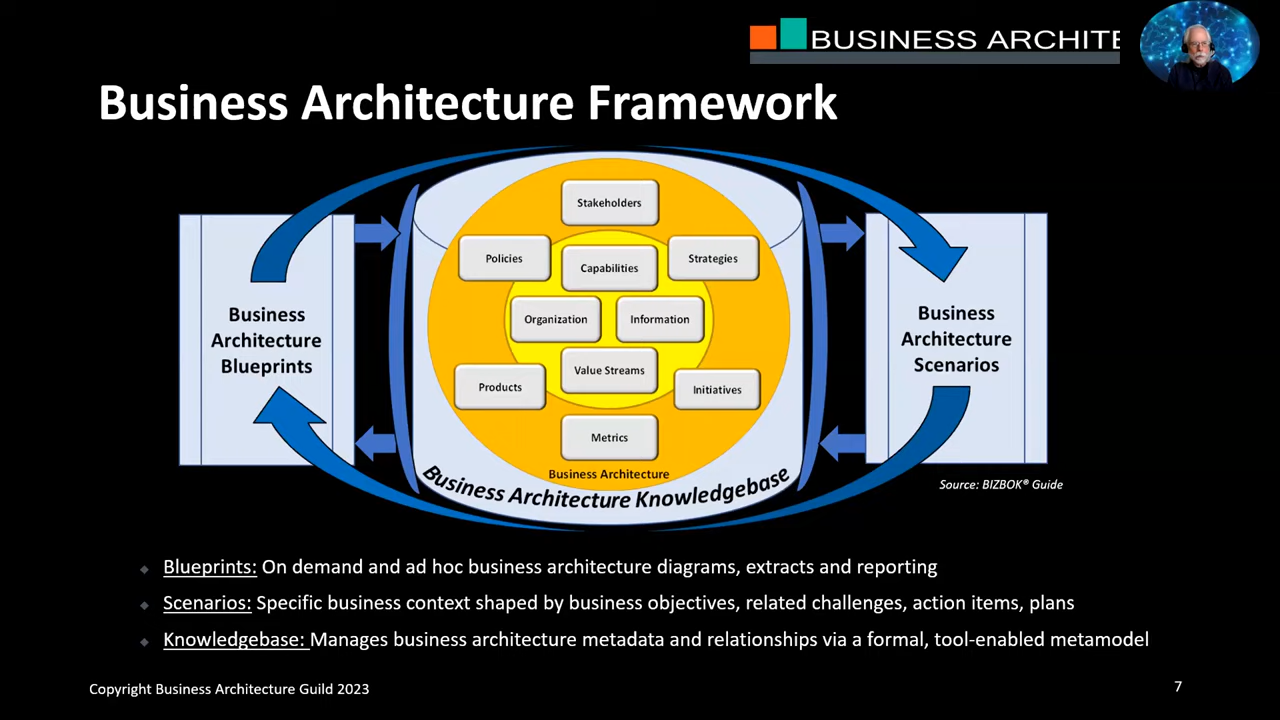 BUSINESS ARCHITE
Business Architecture Framework
Stakeholders
Policies
Capabilities
Strategies
Organization
Information
Value Streams
Products
Initiatives
Metrics
Business Architecture
Business Architecture Knowledgebase
Business
Architecture
Blueprints
Business
Architecture
Scenarios
Source: BIZBOK® Guide
Blueprints: On demand and ad hoc business architecture diagrams, extracts and reporting
Scenarios: Specific business context shaped by business objectives, related challenges, action items, plans
Knowledgebase: Manages business architecture metadata and relationships via a formal, tool-enabled metamodel
Copyright Business Architecture Guild 2023
7